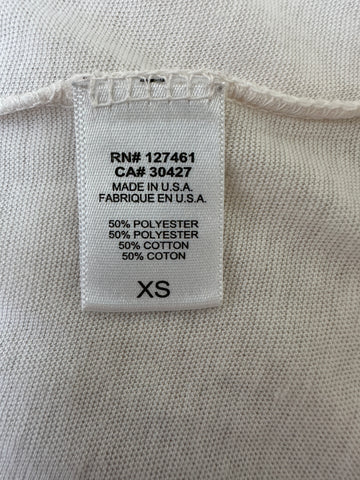 RN# 127461
CA# 30427
MADE IN U.S.A.
FABRIQUE EN U.S.A.
50% POLYESTER
50% POLYESTER
50% COTTON
50% COTON
XS